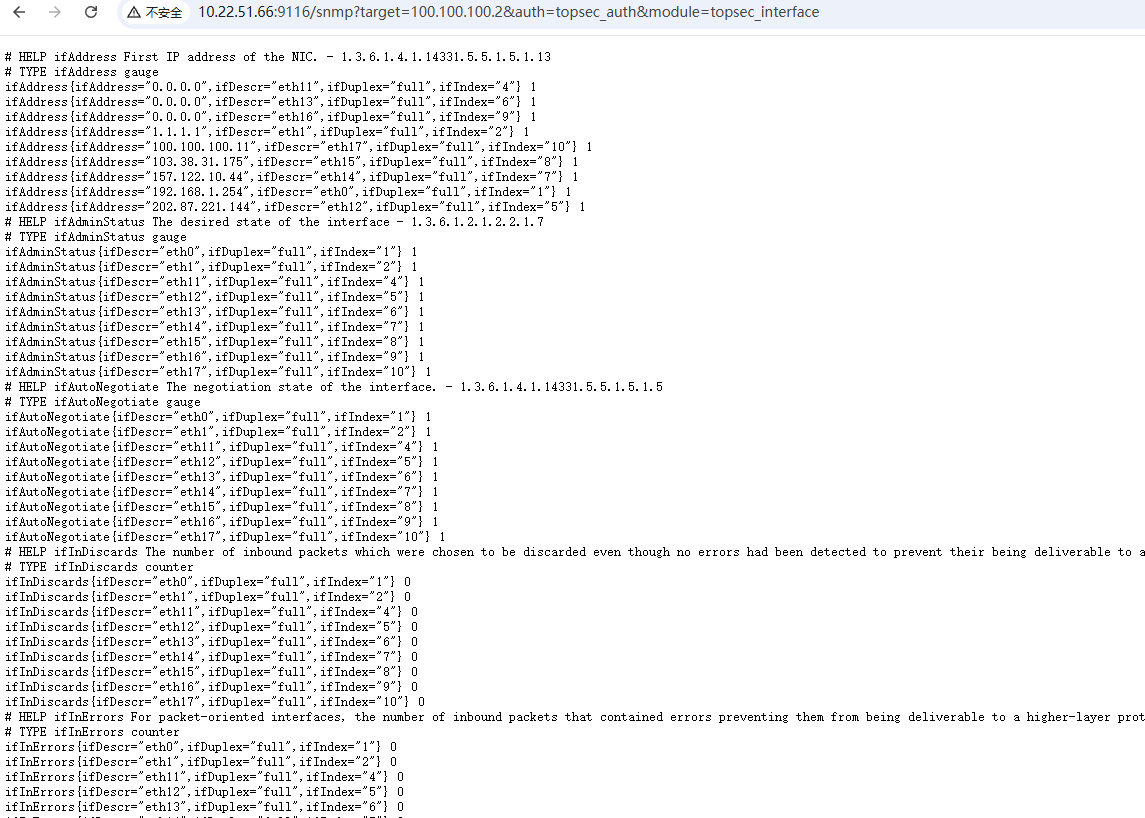 不安全 10.22.51.66:9116/snmp?target=100.100.100.2&auth=topsec_auth&module=topsec_interface
# HELP ifAddress First IP address of the NIC. - 1.3.6.1.4.1.14331.5.5.1.5.1.13
# TYPE ifAddress gauge
ifAddress{ifAddress="0.0.0.0",ifDescr="eth11",ifDuplex="full",ifIndex="4"} 1
ifAddress{ifAddress="0.0.0.0",ifDescr="eth13",ifDuplex="full",ifIndex="6"} 1
ifAddress{ifAddress="0.0.0.0",ifDescr="eth16",ifDuplex="full",ifIndex="9"} 1
ifAddress{ifAddress="1.1.1.1",ifDescr="eth1",ifDuplex="full",ifIndex="2"} 1
ifAddress{ifAddress="100.100.100.11",ifDescr="eth17",ifDuplex="full",ifIndex="10"} 1
ifAddress{ifAddress="103.38.31.175",ifDescr="eth15",ifDuplex="full",ifIndex="8"} 1
ifAddress{ifAddress="157.122.10.44",ifDescr="eth14",ifDuplex="full",ifIndex="7"} 1
ifAddress{ifAddress="192.168.1.254",ifDescr="eth0",ifDuplex="full",ifIndex="1"} 1
ifAddress{ifAddress="202.87.221.144",ifDescr="eth12",ifDuplex="full",ifIndex="5"} 1
# HELP ifAdminStatus The desired state of the interface - 1.3.6.1.2.1.2.2.1.7
# TYPE ifAdminStatus gauge
ifAdminStatus{ifDescr="eth0",ifDuplex="full",ifIndex="1"} 1
ifAdminStatus{ifDescr="eth1",ifDuplex="full",ifIndex="2"} 1
ifAdminStatus{ifDescr="eth11",ifDuplex="full",ifIndex="4"} 1
ifAdminStatus{ifDescr="eth12",ifDuplex="full",ifIndex="5"} 1
ifAdminStatus{ifDescr="eth13",ifDuplex="full",ifIndex="6"} 1
ifAdminStatus{ifDescr="eth14",ifDuplex="full",ifIndex="7"} 1
ifAdminStatus{ifDescr="eth15",ifDuplex="full",ifIndex="8"} 1
ifAdminStatus{ifDescr="eth16",ifDuplex="full",ifIndex="9"} 1
ifAdminStatus{ifDescr="eth17",ifDuplex="full",ifIndex="10"} 1
# HELP ifAutoNegotiate The negotiation state of the interface. - 1.3.6.1.4.1.14331.5.5.1.5.1.5
# TYPE ifAutoNegotiate gauge
ifAutoNegotiate{ifDescr="eth0",ifDuplex="full",ifIndex="1"} 1
ifAutoNegotiate{ifDescr="eth1",ifDuplex="full",ifIndex="2"} 1
ifAutoNegotiate{ifDescr="eth11",ifDuplex="full",ifIndex="4"} 1
ifAutoNegotiate{ifDescr="eth12",ifDuplex="full",ifIndex="5"} 1
ifAutoNegotiate{ifDescr="eth13",ifDuplex="full",ifIndex="6"} 1
ifAutoNegotiate{ifDescr="eth14",ifDuplex="full",ifIndex="7"} 1
ifAutoNegotiate{ifDescr="eth15",ifDuplex="full",ifIndex="8"} 1
ifAutoNegotiate{ifDescr="eth16",ifDuplex="full",ifIndex="9"} 1
ifAutoNegotiate{ifDescr="eth17",ifDuplex="full",ifIndex="10"} 1
# HELP ifInDiscards The number of inbound packets which were chosen to be discarded even though no errors had been detected to prevent their being deliverable to a
# TYPE ifInDiscards counter
ifInDiscards{ifDescr="eth0",ifDuplex="full",ifIndex="1"} 0
ifInDiscards{ifDescr="eth1",ifDuplex="full",ifIndex="2"} 0
ifInDiscards{ifDescr="eth11",ifDuplex="full",ifIndex="4"} 0
ifInDiscards{ifDescr="eth12",ifDuplex="full",ifIndex="5"} 0
ifInDiscards{ifDescr="eth13",ifDuplex="full",ifIndex="6"} 0
ifInDiscards{ifDescr="eth14",ifDuplex="full",ifIndex="7"} 0
ifInDiscards{ifDescr="eth15",ifDuplex="full",ifIndex="8"} 0
ifInDiscards{ifDescr="eth16",ifDuplex="full",ifIndex="9"} 0
ifInDiscards{ifDescr="eth17",ifDuplex="full",ifIndex="10"} 0
# HELP ifInErrors For packet-oriented interfaces, the number of inbound packets that contained errors preventing them from being deliverable to a higher-layer prot
# TYPE ifInErrors counter
ifInErrors{ifDescr="eth0",ifDuplex="full",ifIndex="1"} 0
ifInErrors{ifDescr="eth1",ifDuplex="full",ifIndex="2"} 0
ifInErrors{ifDescr="eth11",ifDuplex="full",ifIndex="4"} 0
ifInErrors{ifDescr="eth12",ifDuplex="full",ifIndex="5"} 0
ifInErrors{ifDescr="eth13",ifDuplex="full",ifIndex="6"} 0